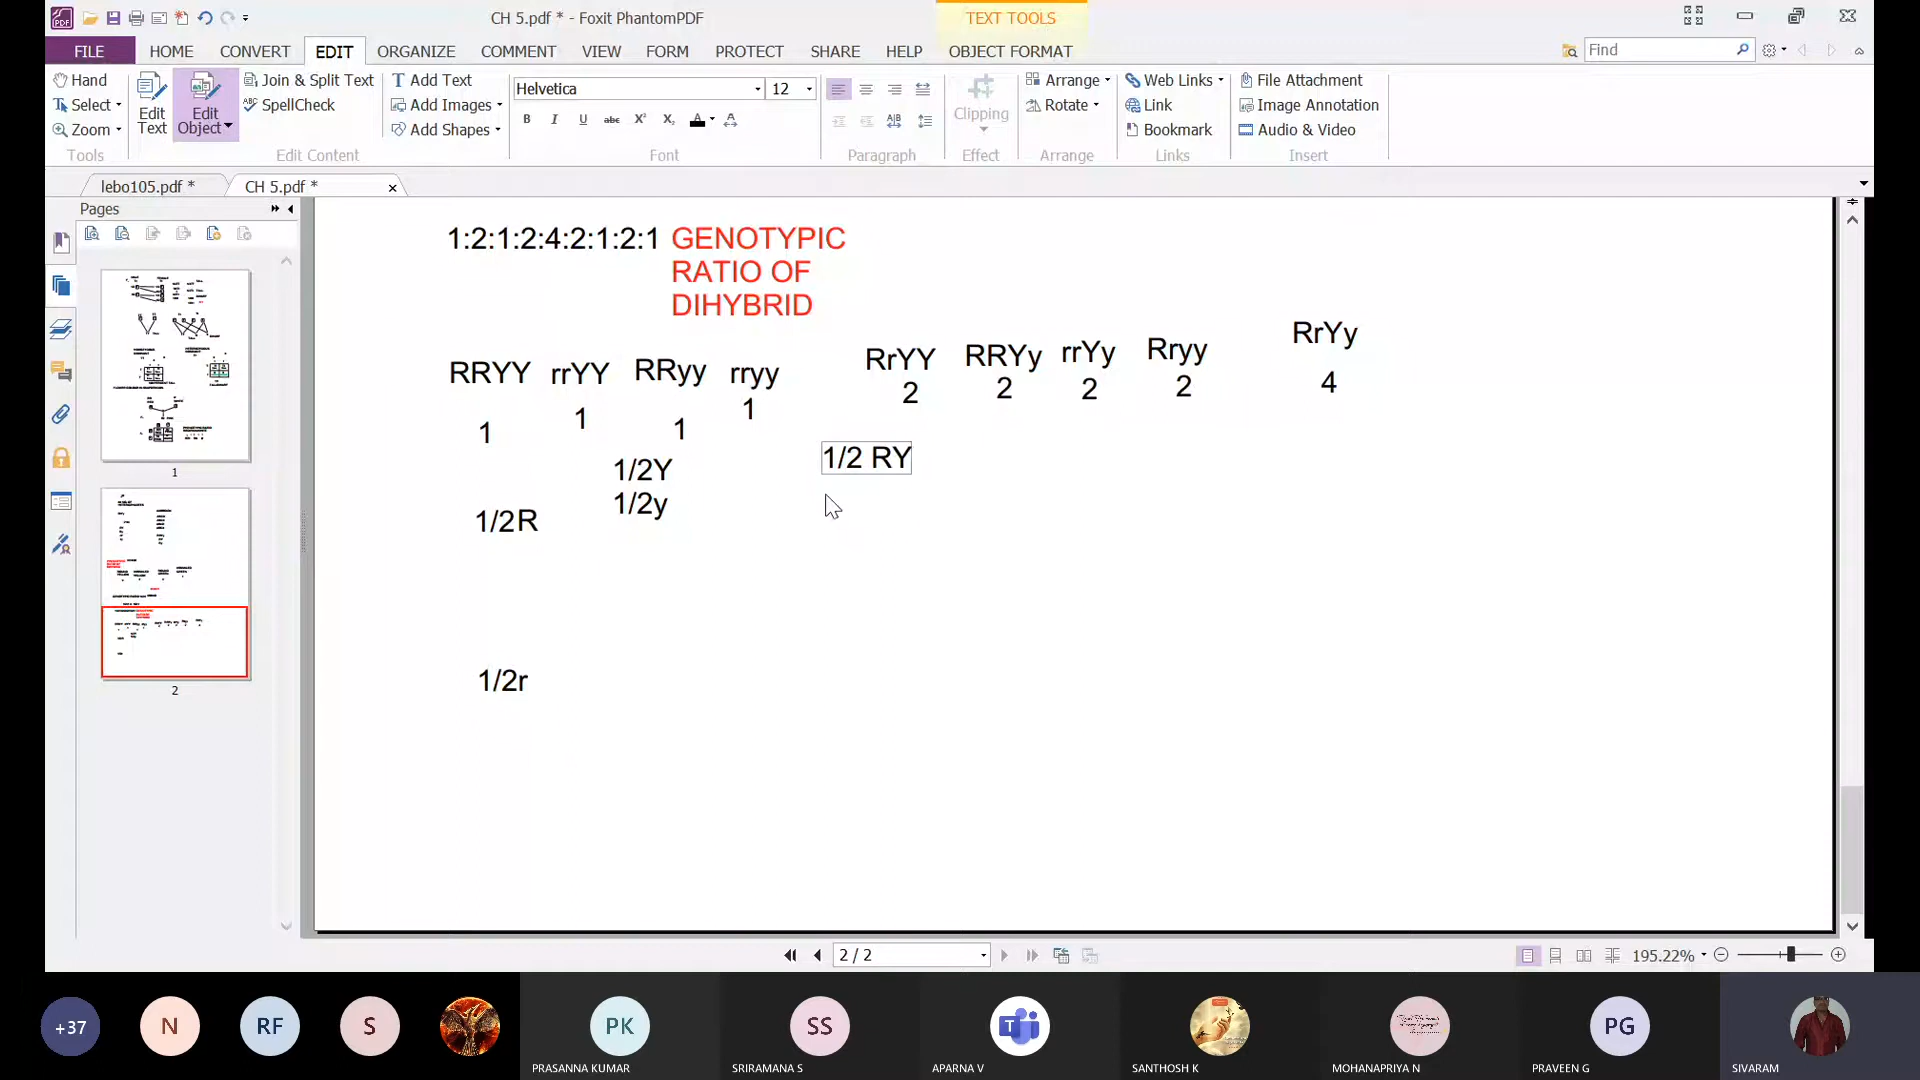 CH 5.pdf * - Foxit PhantomPDF
TEXT TOOLS
FILE HOME CONVERT EDIT ORGANIZE COMMENT VIEW FORM PROTECT SHARE HELP OBJECT FORMAT
Find
Hand
Select
Zoom
Tools
Edit Text
Edit Object
Join & Split Text
SpellCheck
Edit Content
Add Text
Add Images
Add Shapes
Helvetica 12
B I U abc X² X₂ A
Font
Paragraph
Clipping
Effect
Arrange
Rotate
Arrange
Web Links
Link
Bookmark
Links
File Attachment
Image Annotation
Audio & Video
Insert
lebo105.pdf *
CH 5.pdf *
Pages
1
2
1:2:1:2:4:2:1:2:1 GENOTYPIC
RATIO OF
DIHYBRID
RRYY rrYY RRyy rryy RrYY RRYy rrYy Rryy RrYy
1 1 1 1 2 2 2 2 4
1/2Y
1/2y
1/2 RY
1/2R
1/2r
2 / 2
195.22%
+37
N
RF
S
PK
PRASANNA KUMAR
SS
SRIRAMANA S
APARNA V
SANTHOSH K
MOHANAPRIYA N
PG
PRAVEEN G
SIVARAM